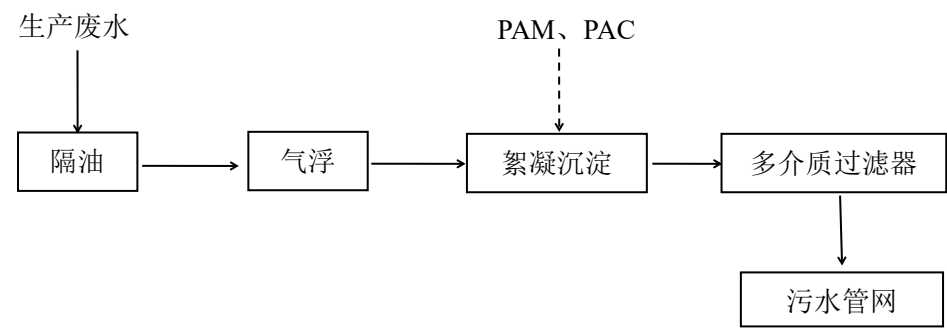 生产废水
PAM、PAC
隔油
气浮
絮凝沉淀
多介质过滤器
污水管网